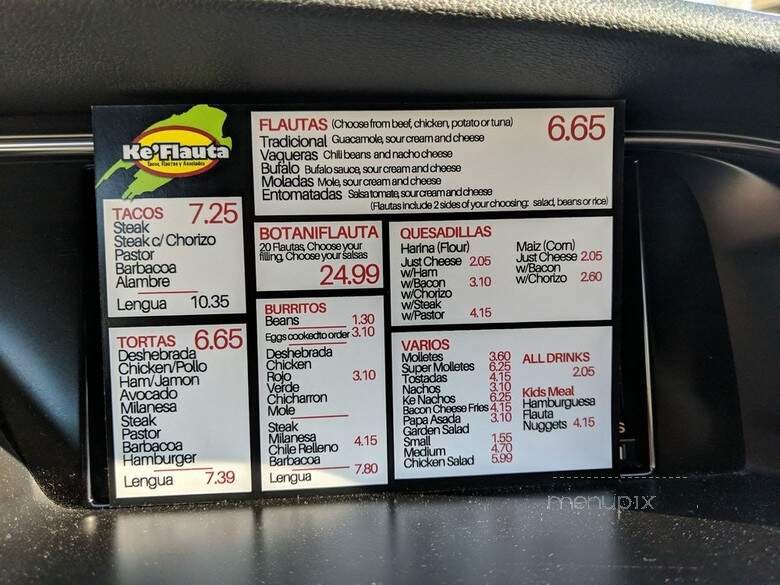 Ke'Flauta
Tacos, Flautas y Asociados
FLAUTAS (Choose from beef, chicken, potato or tuna) 6.65
Tradicional Guacamole, sour cream and cheese
Vaqueras Chili beans and nacho cheese
Bufalo Bufalo sauce, sour cream and cheese
Moladas Mole, sour cream and cheese
Entomatadas Salsa tomate, sour cream and cheese
(Flautas include 2 sides of your choosing: salad, beans or rice)
TACOS 7.25
Steak
Steak c/ Chorizo
Pastor
Barbacoa
Alambre
Lengua 10.35
BOTANIFLAUTA
20 Flautas, Choose your
filling, Choose your salsas
24.99
QUESADILLAS
Harina (Flour)
Just Cheese 2.05
w/Ham
w/Bacon 3.10
w/Chorizo
w/Steak
w/Pastor 4.15
Maiz (Corn)
Just Cheese 2.05
w/Bacon
w/Chorizo 2.60
TORTAS 6.65
Deshebrada
Chicken/Pollo
Ham/Jamon
Avocado
Milanesa
Steak
Pastor
Barbacoa
Hamburger
Lengua 7.39
BURRITOS
Beans 1.30
Eggs cooked to order 3.10
Deshebrada
Chicken
Rojo 3.10
Verde
Chicharron
Mole
Steak
Milanesa 4.15
Chile Relleno
Barbacoa
Lengua 7.80
VARIOS
Molletes 3.60
Super Molletes 6.25
Tostadas 4.15
Nachos 3.10
Ke Nachos 6.25
Bacon Cheese Fries 4.15
Papa Asada 3.10
Garden Salad
Small 1.55
Medium 4.70
Chicken Salad 5.99
ALL DRINKS
2.05
Kids Meal
Hamburguesa
Flauta
Nuggets 4.15
S
menupix